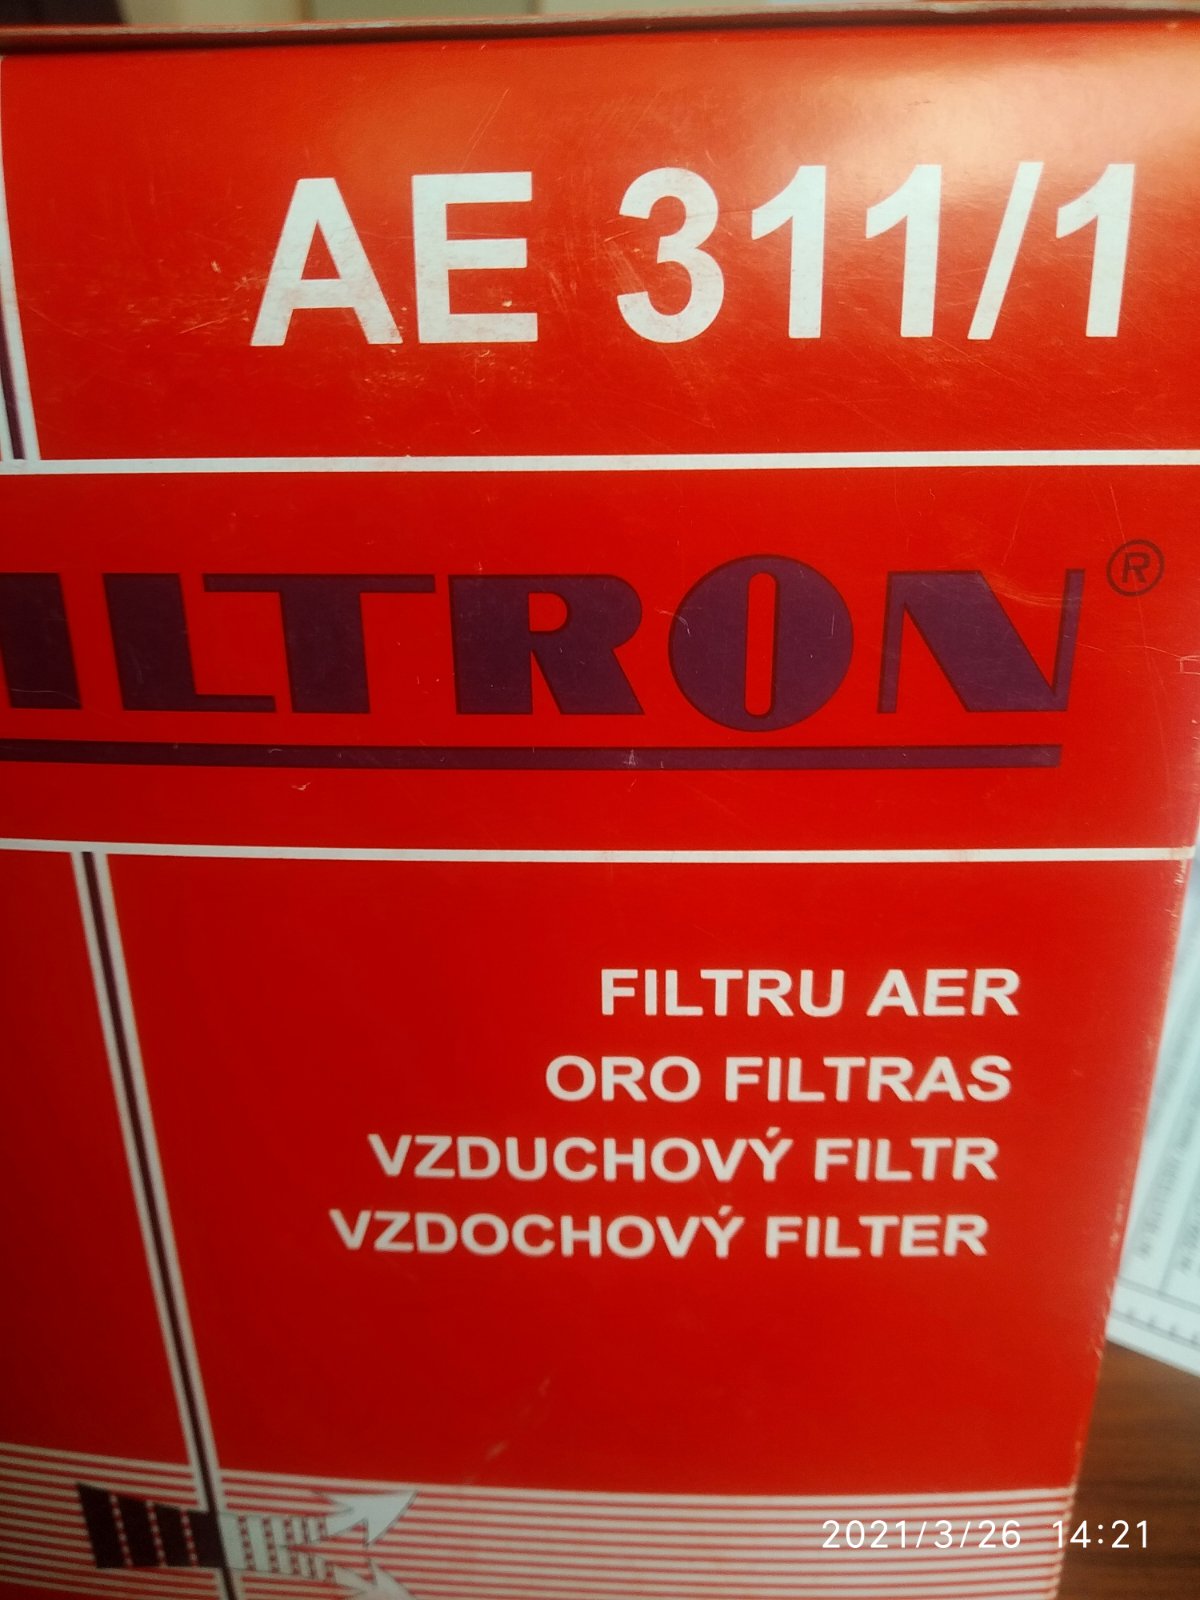 AE 311/1
ILTRON®
FILTRU AER
ORO FILTRAS
VZDUCHOVÝ FILTR
VZDOCHOVÝ FILTER
2021/3/26 14:21